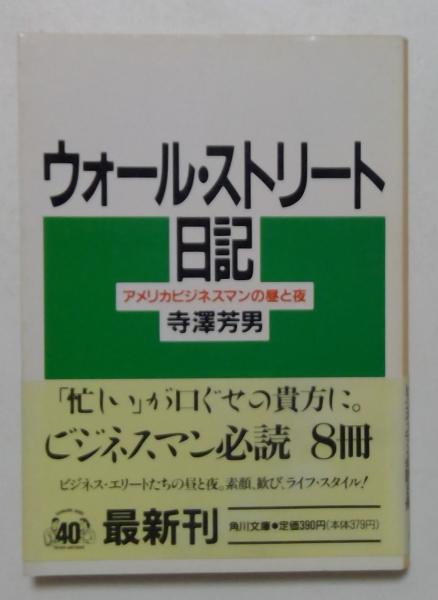 ウォール・ストリート
日記
アメリカビジネスマンの昼と夜
寺澤芳男
「忙しい」が口ぐせの貴方に。
ビジネスマン必読 8冊
ビジネス・エリートたちの昼と夜。素顔、歓び、ライフ・スタイル!
40
最新刊
角川文庫●定価390円(本体379円)